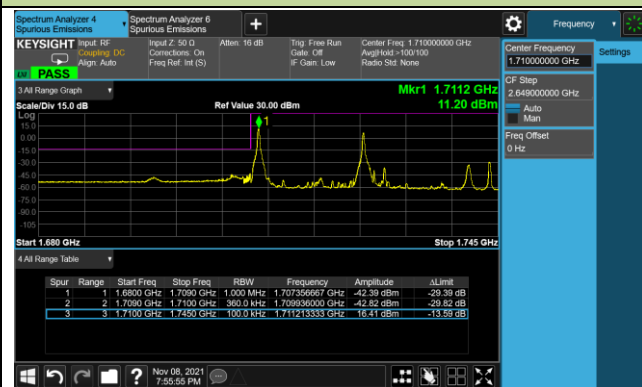 Spectrum Analyzer 4
Spurious Emissions
Spectrum Analyzer 6
Spurious Emissions
Frequency
KEYSIGHT
Input: RF
Coupling: DC
Align: Auto
Input Z: 50 Ω
Corrections: On
Freq Ref: Int (S)
Atten: 16 dB
Trig: Free Run
Gate: Off
IF Gain: Low
Center Freq: 1.710000000 GHz
Avg|Hold:>100/100
Radio Std: None
PASS
Center Frequency
1.710000000 GHz
Settings
CF Step
2.649000000 GHz
Auto
Man
Freq Offset
0 Hz
3 All Range Graph
Mkr1 1.7112 GHz
Scale/Div 15.0 dB
Ref Value 30.00 dBm
11.20 dBm
Log
15.0
0.00
-15.0
-30.0
-45.0
-60.0
-75.0
-90.0
-105
1
Start 1.680 GHz
Stop 1.745 GHz
4 All Range Table
Spur Range Start Freq Stop Freq RBW Frequency Amplitude ΔLimit
1 1 1.6800 GHz 1.7090 GHz 1.000 MHz 1.707356667 GHz -42.39 dBm -29.39 dB
2 2 1.7090 GHz 1.7100 GHz 360.0 kHz 1.709936000 GHz -42.82 dBm -29.82 dB
3 3 1.7100 GHz 1.7450 GHz 100.0 kHz 1.711213333 GHz 16.41 dBm -13.59 dB
Nov 08, 2021
7:55:55 PM